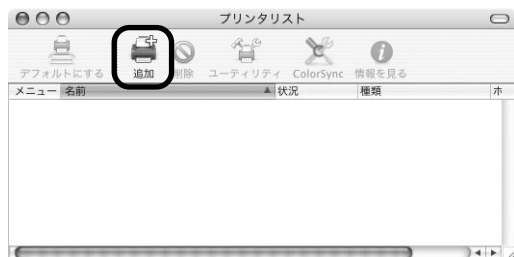 プリンタリスト
デフォルトにする 追加 削除 ユーティリティ ColorSync 情報を見る
メニュー 名前 状況 種類 ホ